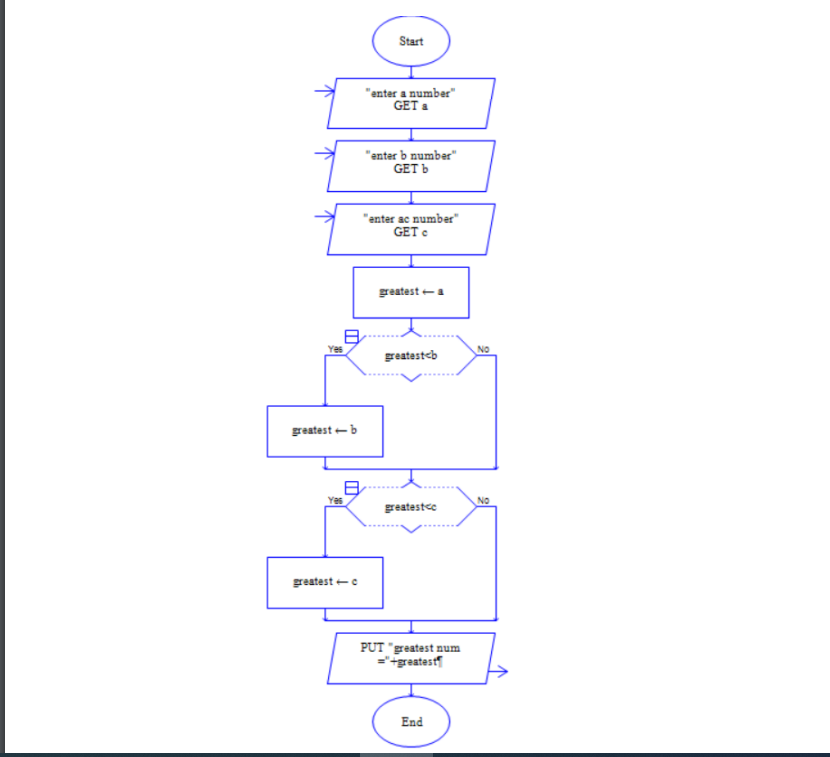 Start
"enter a number"
GET a
"enter b number"
GET b
"enter ac number"
GET c
greatest ← a
Yes
greatest<b
No
greatest ← b
Yes
greatest<c
No
greatest ← c
PUT "greatest num
="+greatest¶
End